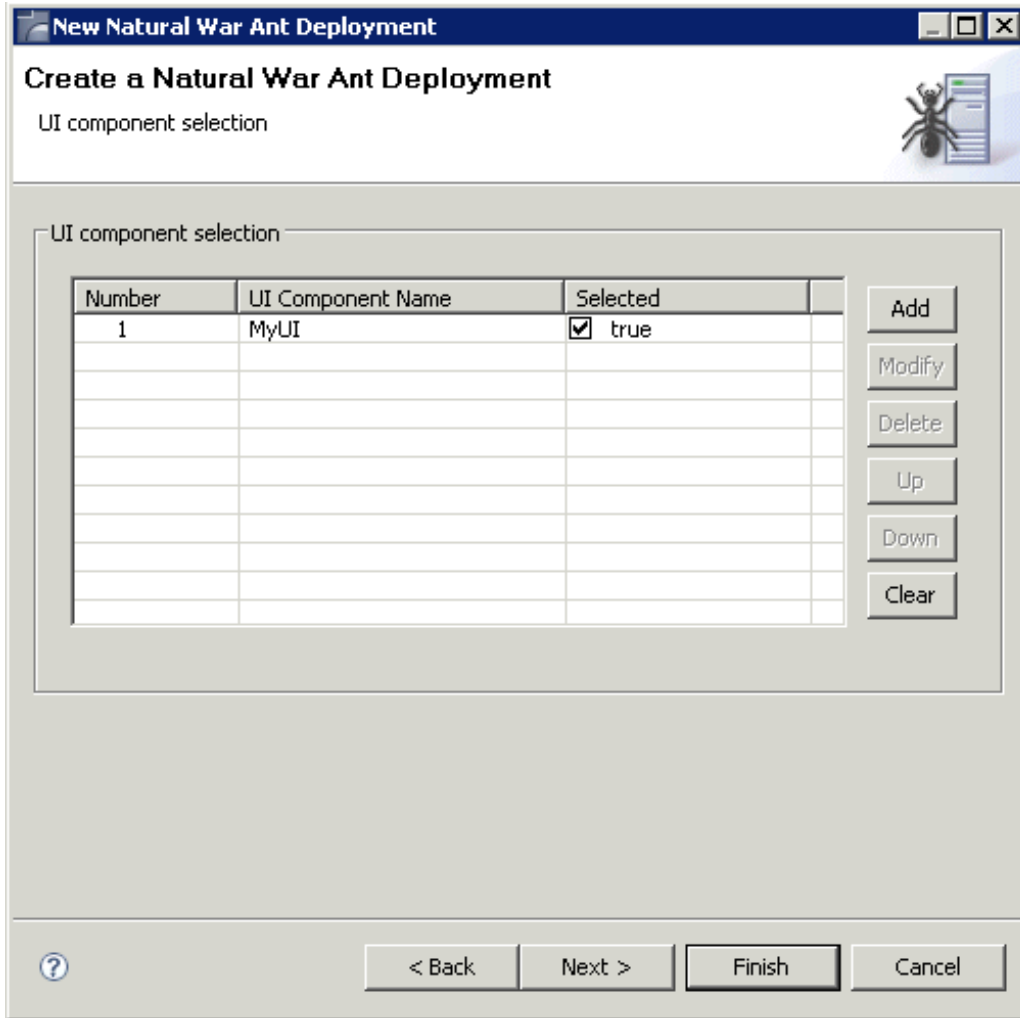 New Natural War Ant Deployment
Create a Natural War Ant Deployment
UI component selection
UI component selection
Number UI Component Name Selected
1 MyUI true
Add
Modify
Delete
Up
Down
Clear
? < Back Next > Finish Cancel